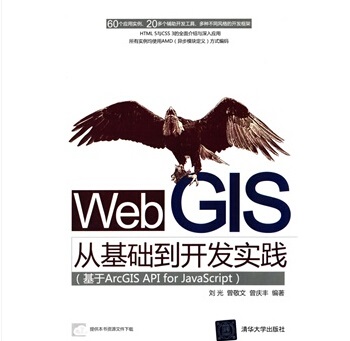 60个应用实例、20多个辅助开发工具、多种不同风格的开发框架
HTML 5与CSS 3的全面介绍与深入应用
所有实例均使用AMD（异步模块定义）方式编码
Web GIS
从基础到开发实践
（基于ArcGIS API for JavaScript）
刘光 曾敬文 曾庆丰 编著
提供本书资源文件下载
清华大学出版社